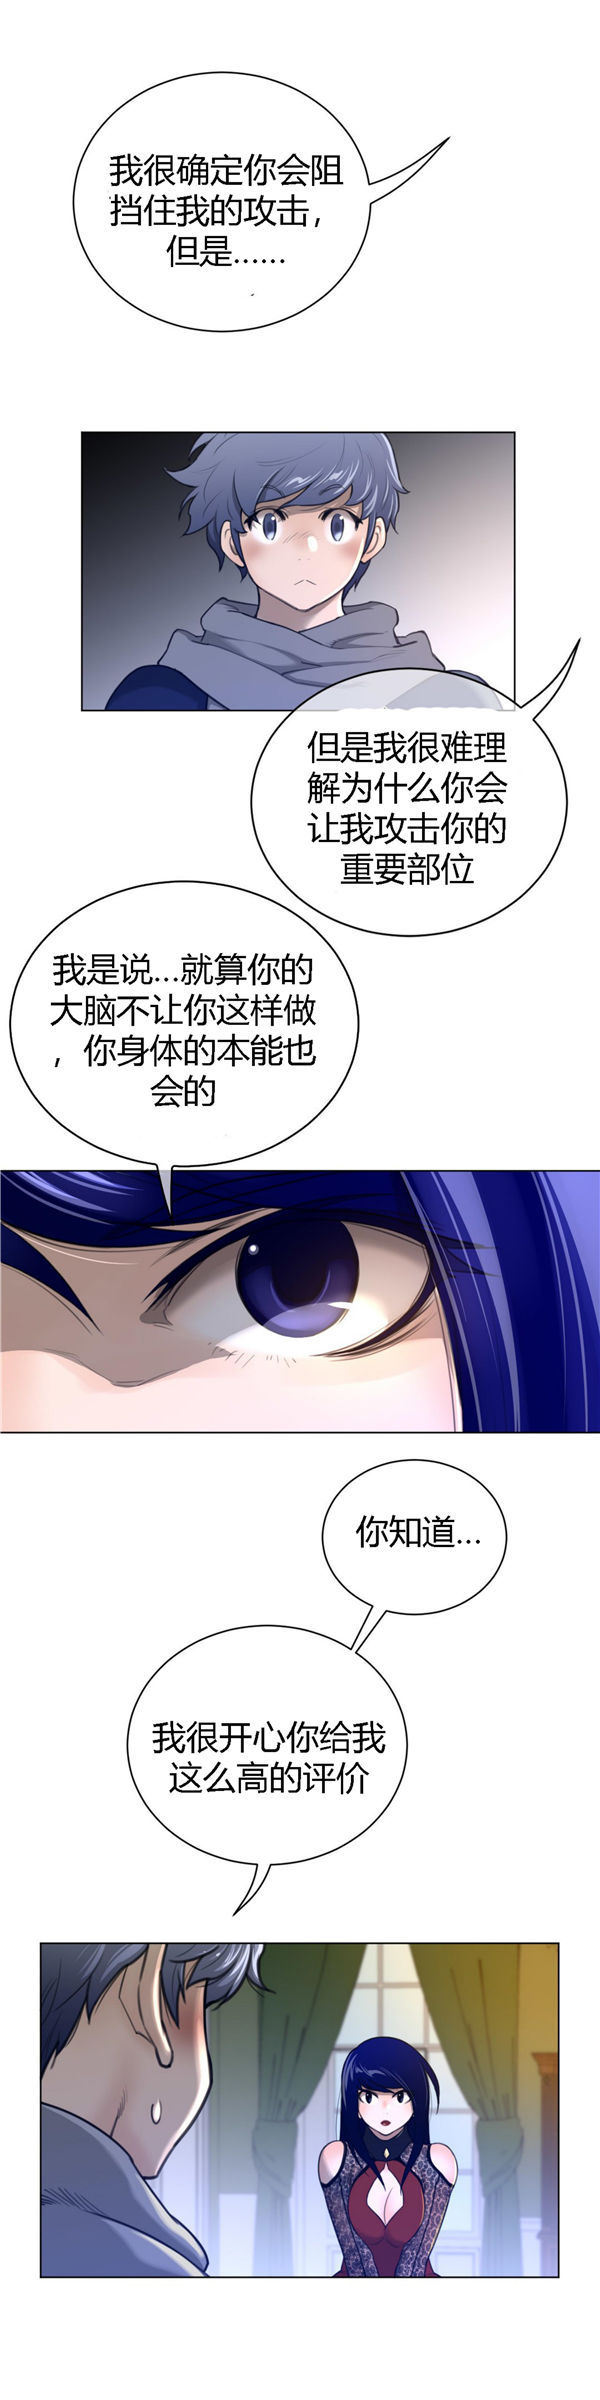 我很确定你会阻
挡住我的攻击，
但是……
但是我很难理
解为什么你会
让我攻击你的
重要部位
我是说…就算你的
大脑不让你这样做
，你身体的本能也
会的
你知道…
我很开心你给我
这么高的评价